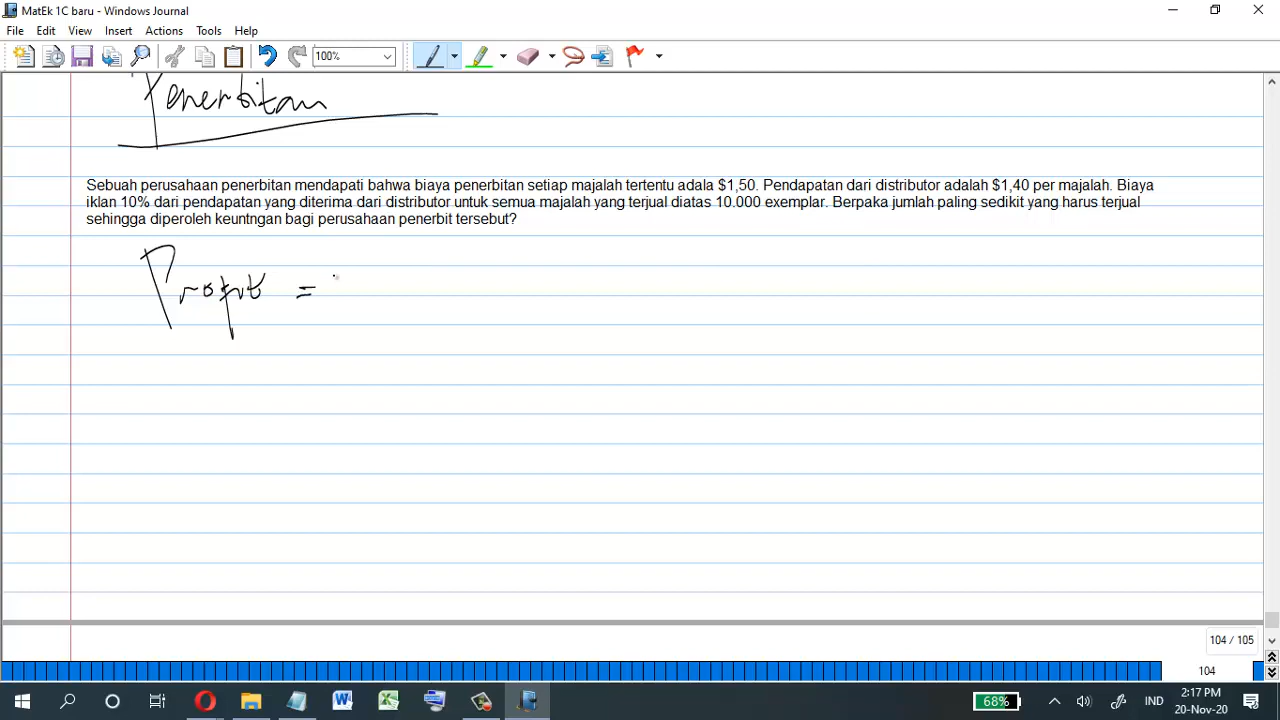 MatEk 1C baru - Windows Journal
File Edit View Insert Actions Tools Help
100%
Penerbitan
Sebuah perusahaan penerbitan mendapati bahwa biaya penerbitan setiap majalah tertentu adala $1,50. Pendapatan dari distributor adalah $1,40 per majalah. Biaya
iklan 10% dari pendapatan yang diterima dari distributor untuk semua majalah yang terjual diatas 10.000 exemplar. Berpaka jumlah paling sedikit yang harus terjual
sehingga diperoleh keuntngan bagi perusahaan penerbit tersebut?
Profit =
104 / 105
104
68% IND 2:17 PM
20-Nov-20